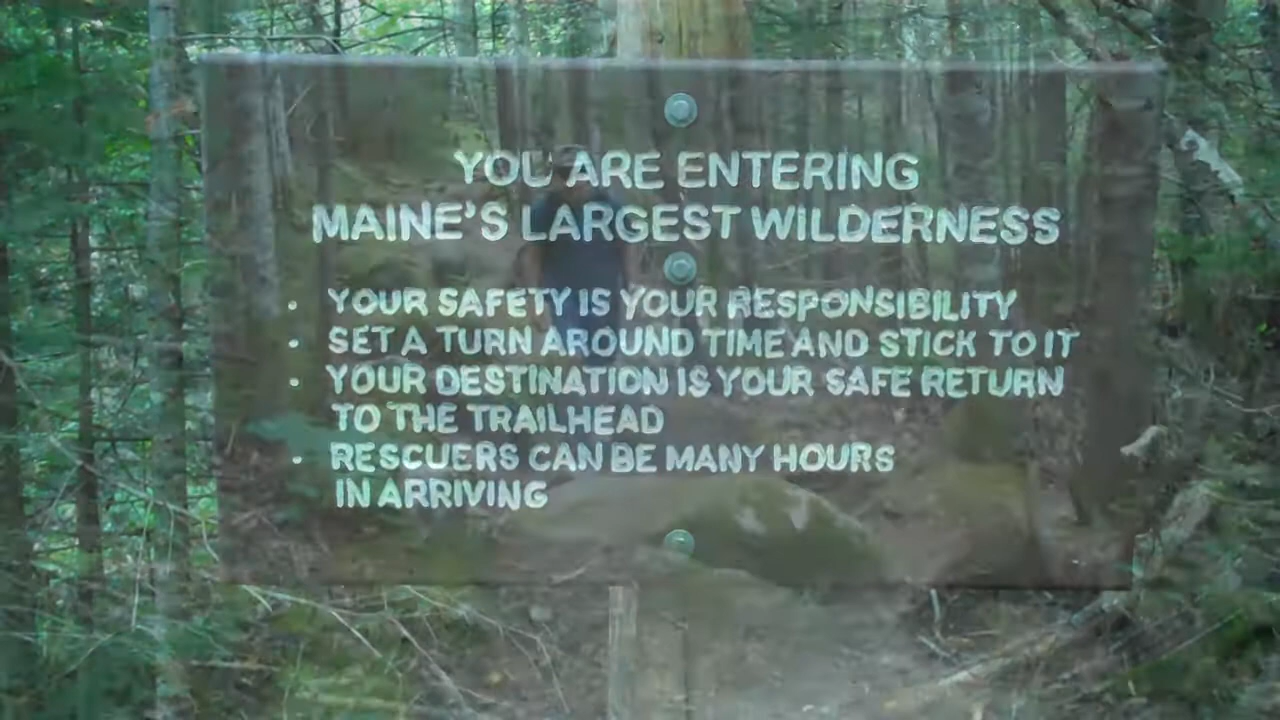 YOU ARE ENTERING
MAINE'S LARGEST WILDERNESS
• YOUR SAFETY IS YOUR RESPONSIBILITY
• SET A TURN AROUND TIME AND STICK TO IT
• YOUR DESTINATION IS YOUR SAFE RETURN
TO THE TRAILHEAD
• RESCUERS CAN BE MANY HOURS
IN ARRIVING